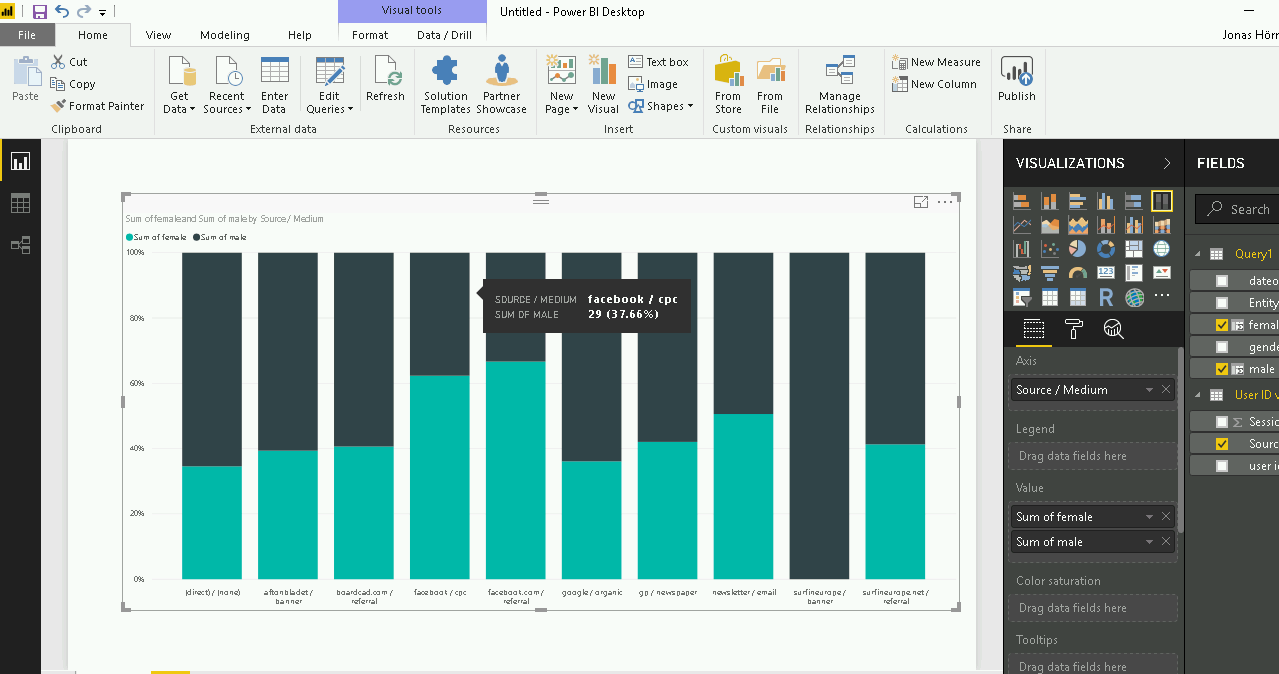 Visual tools
Untitled - Power BI Desktop
File Home View Modeling Help Format Data / Drill
Jonas Hörn
Paste
Cut
Copy
Format Painter
Get Data
Recent Sources
Enter Data
Edit Queries
Refresh
Solution Templates
Partner Showcase
New Page
New Visual
Text box
Image
Shapes
From Store
From File
Manage Relationships
New Measure
New Column
Publish
Clipboard External data Resources Insert Custom visuals Relationships Calculations Share
VISUALIZATIONS
FIELDS
Search
Sum of female and Sum of male by Source / Medium
Sum of female Sum of male
100%
80%
60%
40%
20%
0%
SOURCE / MEDIUM facebook / cpc
SUM OF MALE 29 (37.66%)
(direct) / (none)
aftonbladet / banner
boardcad.com / referral
facebook / cpc
facebook.com / referral
google / organic
gp / newspaper
newsletter / email
surfineurope / banner
surfineurope.net / referral
123
R
Axis
Source / Medium
Legend
Drag data fields here
Value
Sum of female
Sum of male
Color saturation
Drag data fields here
Tooltips
Drag data fields here
Query1
dateo
Entity
femal
gende
male
User ID v
Σ Sessio
Sourc
user i